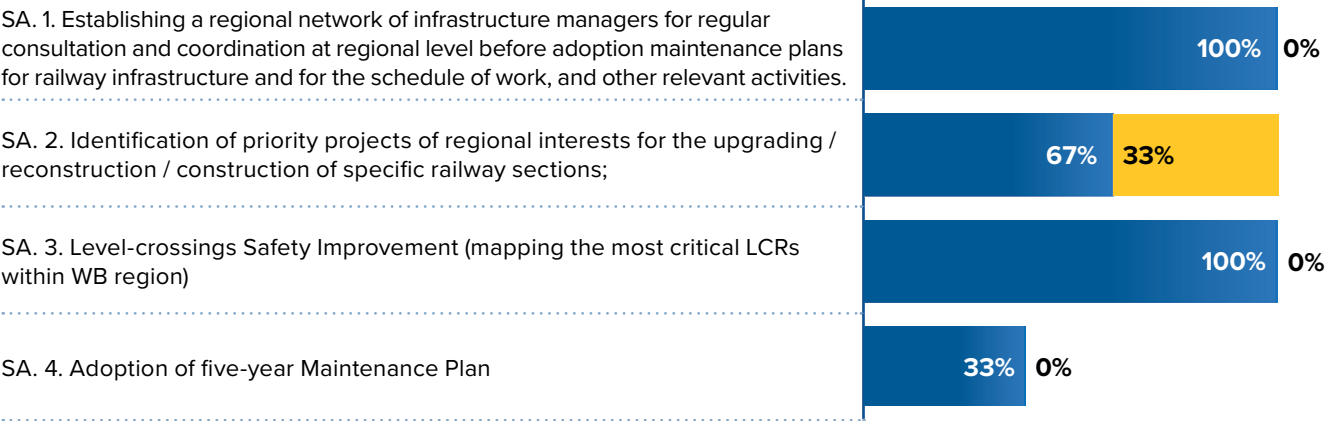 SA. 1. Establishing a regional network of infrastructure managers for regular
consultation and coordination at regional level before adoption maintenance plans
for railway infrastructure and for the schedule of work, and other relevant activities.
100% 0%
SA. 2. Identification of priority projects of regional interests for the upgrading /
reconstruction / construction of specific railway sections;
67% 33%
SA. 3. Level-crossings Safety Improvement (mapping the most critical LCRs
within WB region)
100% 0%
SA. 4. Adoption of five-year Maintenance Plan
33% 0%